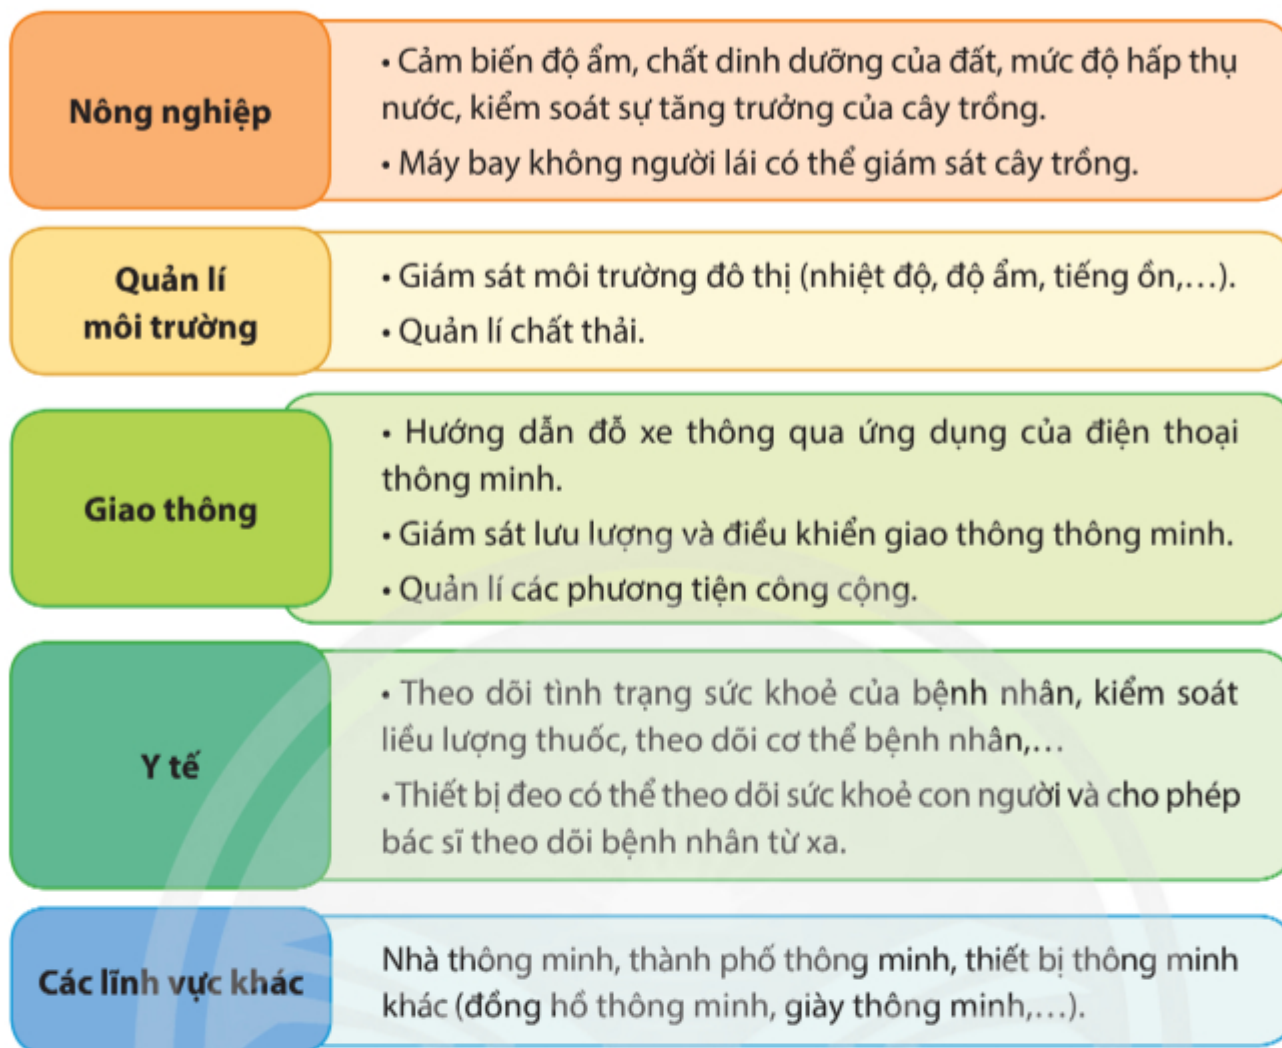 Nông nghiệp
• Cảm biến độ ẩm, chất dinh dưỡng của đất, mức độ hấp thụ
nước, kiểm soát sự tăng trưởng của cây trồng.
• Máy bay không người lái có thể giám sát cây trồng.
Quản lí
môi trường
• Giám sát môi trường đô thị (nhiệt độ, độ ẩm, tiếng ồn,…).
• Quản lí chất thải.
Giao thông
• Hướng dẫn đỗ xe thông qua ứng dụng của điện thoại
thông minh.
• Giám sát lưu lượng và điều khiển giao thông thông minh.
• Quản lí các phương tiện công cộng.
Y tế
• Theo dõi tình trạng sức khoẻ của bệnh nhân, kiểm soát
liều lượng thuốc, theo dõi cơ thể bệnh nhân,…
• Thiết bị đeo có thể theo dõi sức khoẻ con người và cho phép
bác sĩ theo dõi bệnh nhân từ xa.
Các lĩnh vực khác
Nhà thông minh, thành phố thông minh, thiết bị thông minh
khác (đồng hồ thông minh, giày thông minh,…).